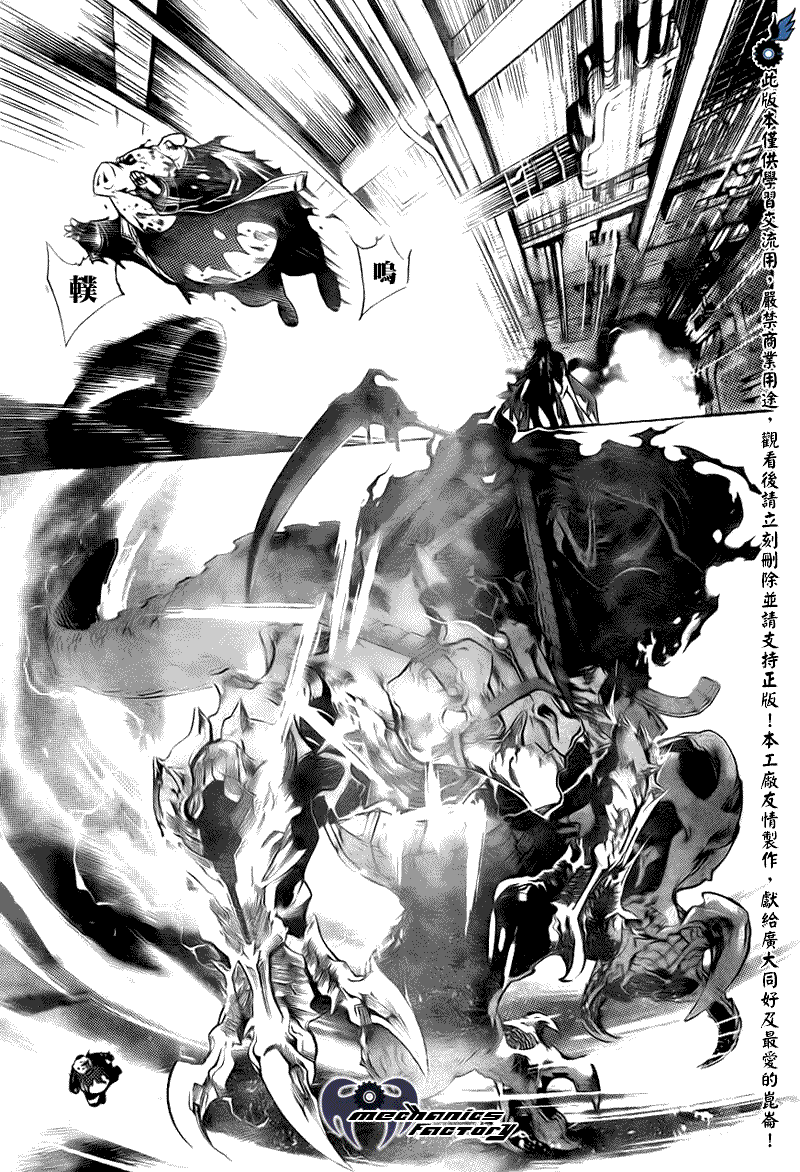 嗚
轐
此版本僅供學習交流用，嚴禁商業用途，觀看後請立刻刪除並請支持正版！本工廠友情製作，獻給廣大同好及最愛的崑崙！
mechanics
factory